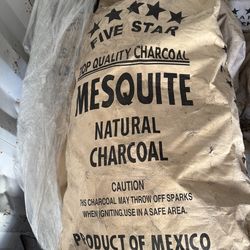 FIVE STAR
TOP QUALITY CHARCOAL
MESQUITE
NATURAL
CHARCOAL
CAUTION
THIS CHARCOAL MAY THROW OFF SPARKS
WHEN IGNITING.USE IN A SAFE AREA.
PRODUCT OF MEXICO